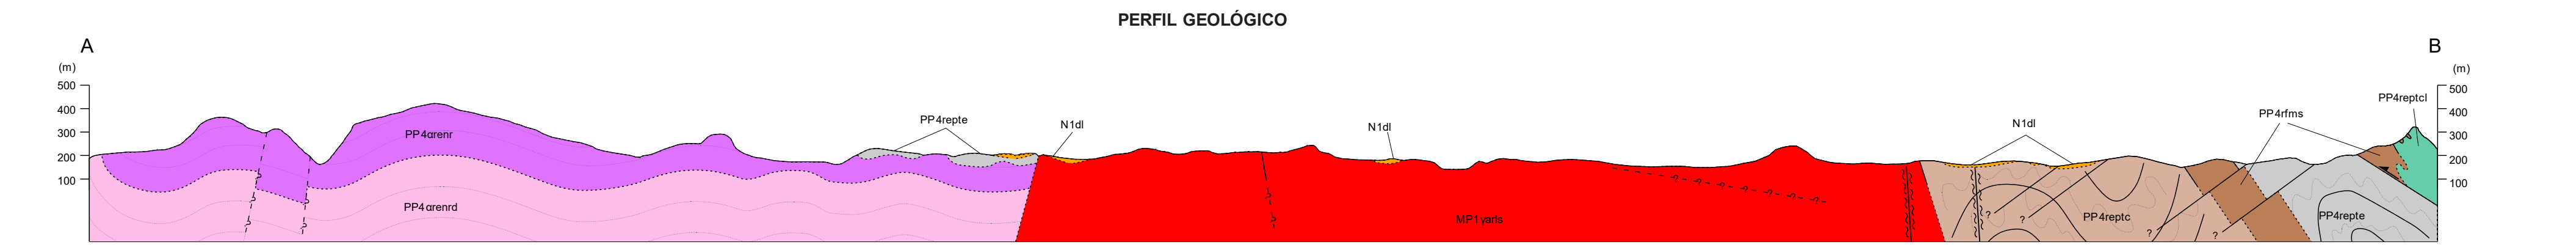 PERFIL GEOLÓGICO
A
B
(m)
(m)
500
400
300
200
100
500
400
300
200
100
PP4αrenr
PP4αrenrd
PP4repte
N1dl
N1dl
MP1γarls
N1dl
PP4rfms
PP4reptcl
PP4reptc
PP4repte
?
?
?
?
?
?
?
?
?
?
?